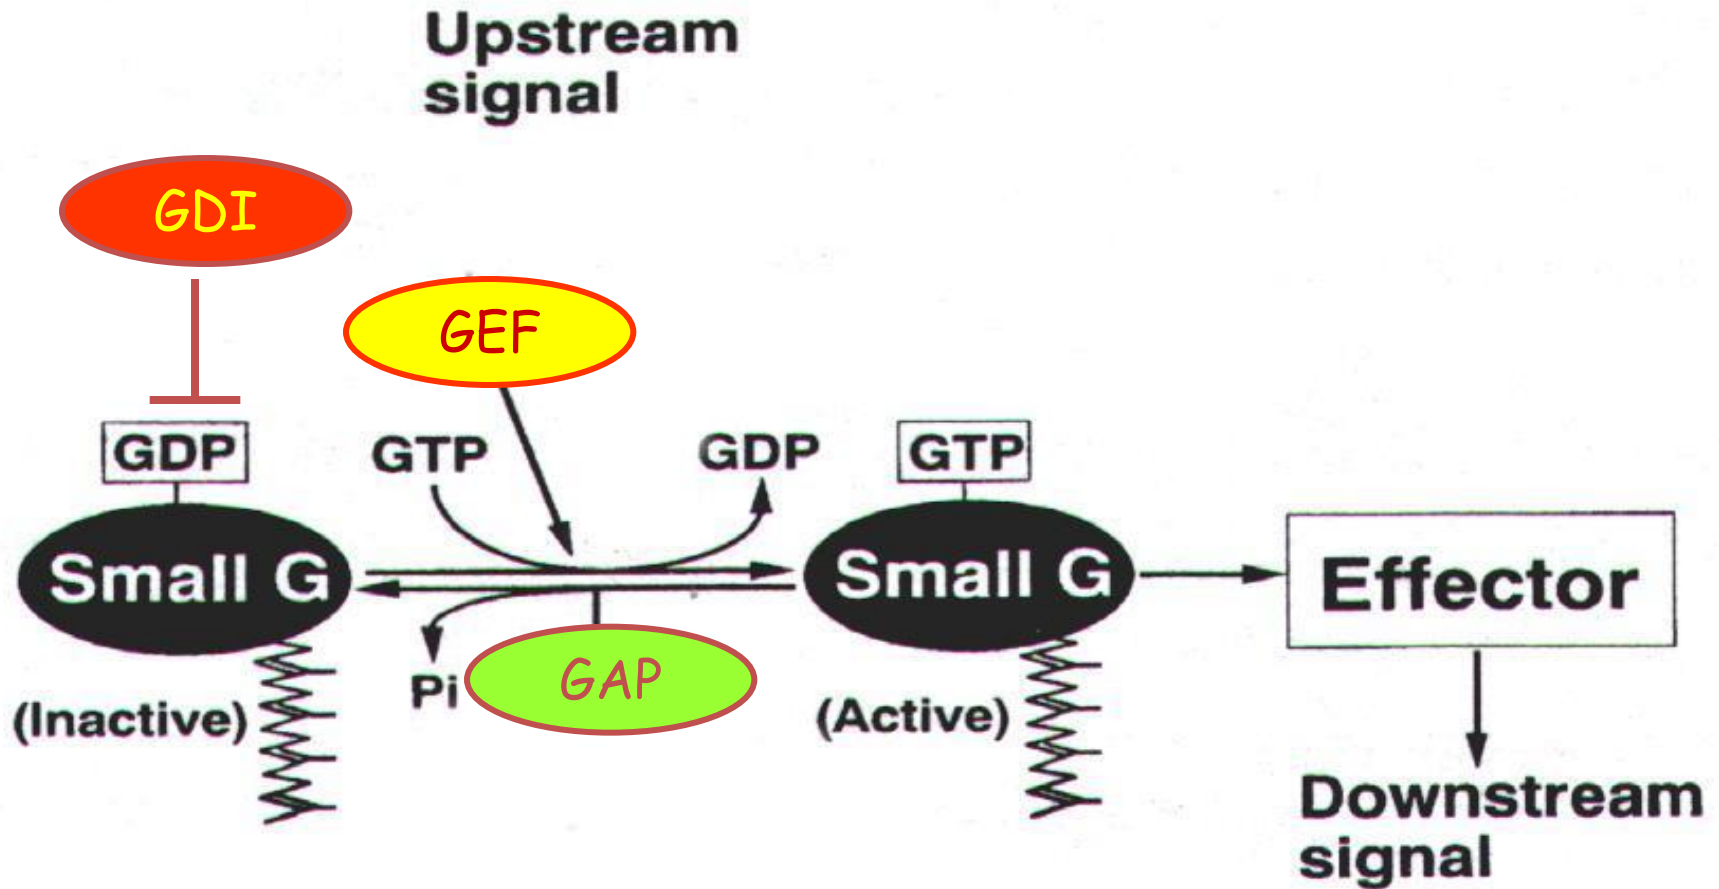 Upstream
signal
GDI
GEF
GDP
GTP
GDP
GTP
Small G
Small G
Effector
Pi
GAP
(Inactive)
(Active)
Downstream
signal